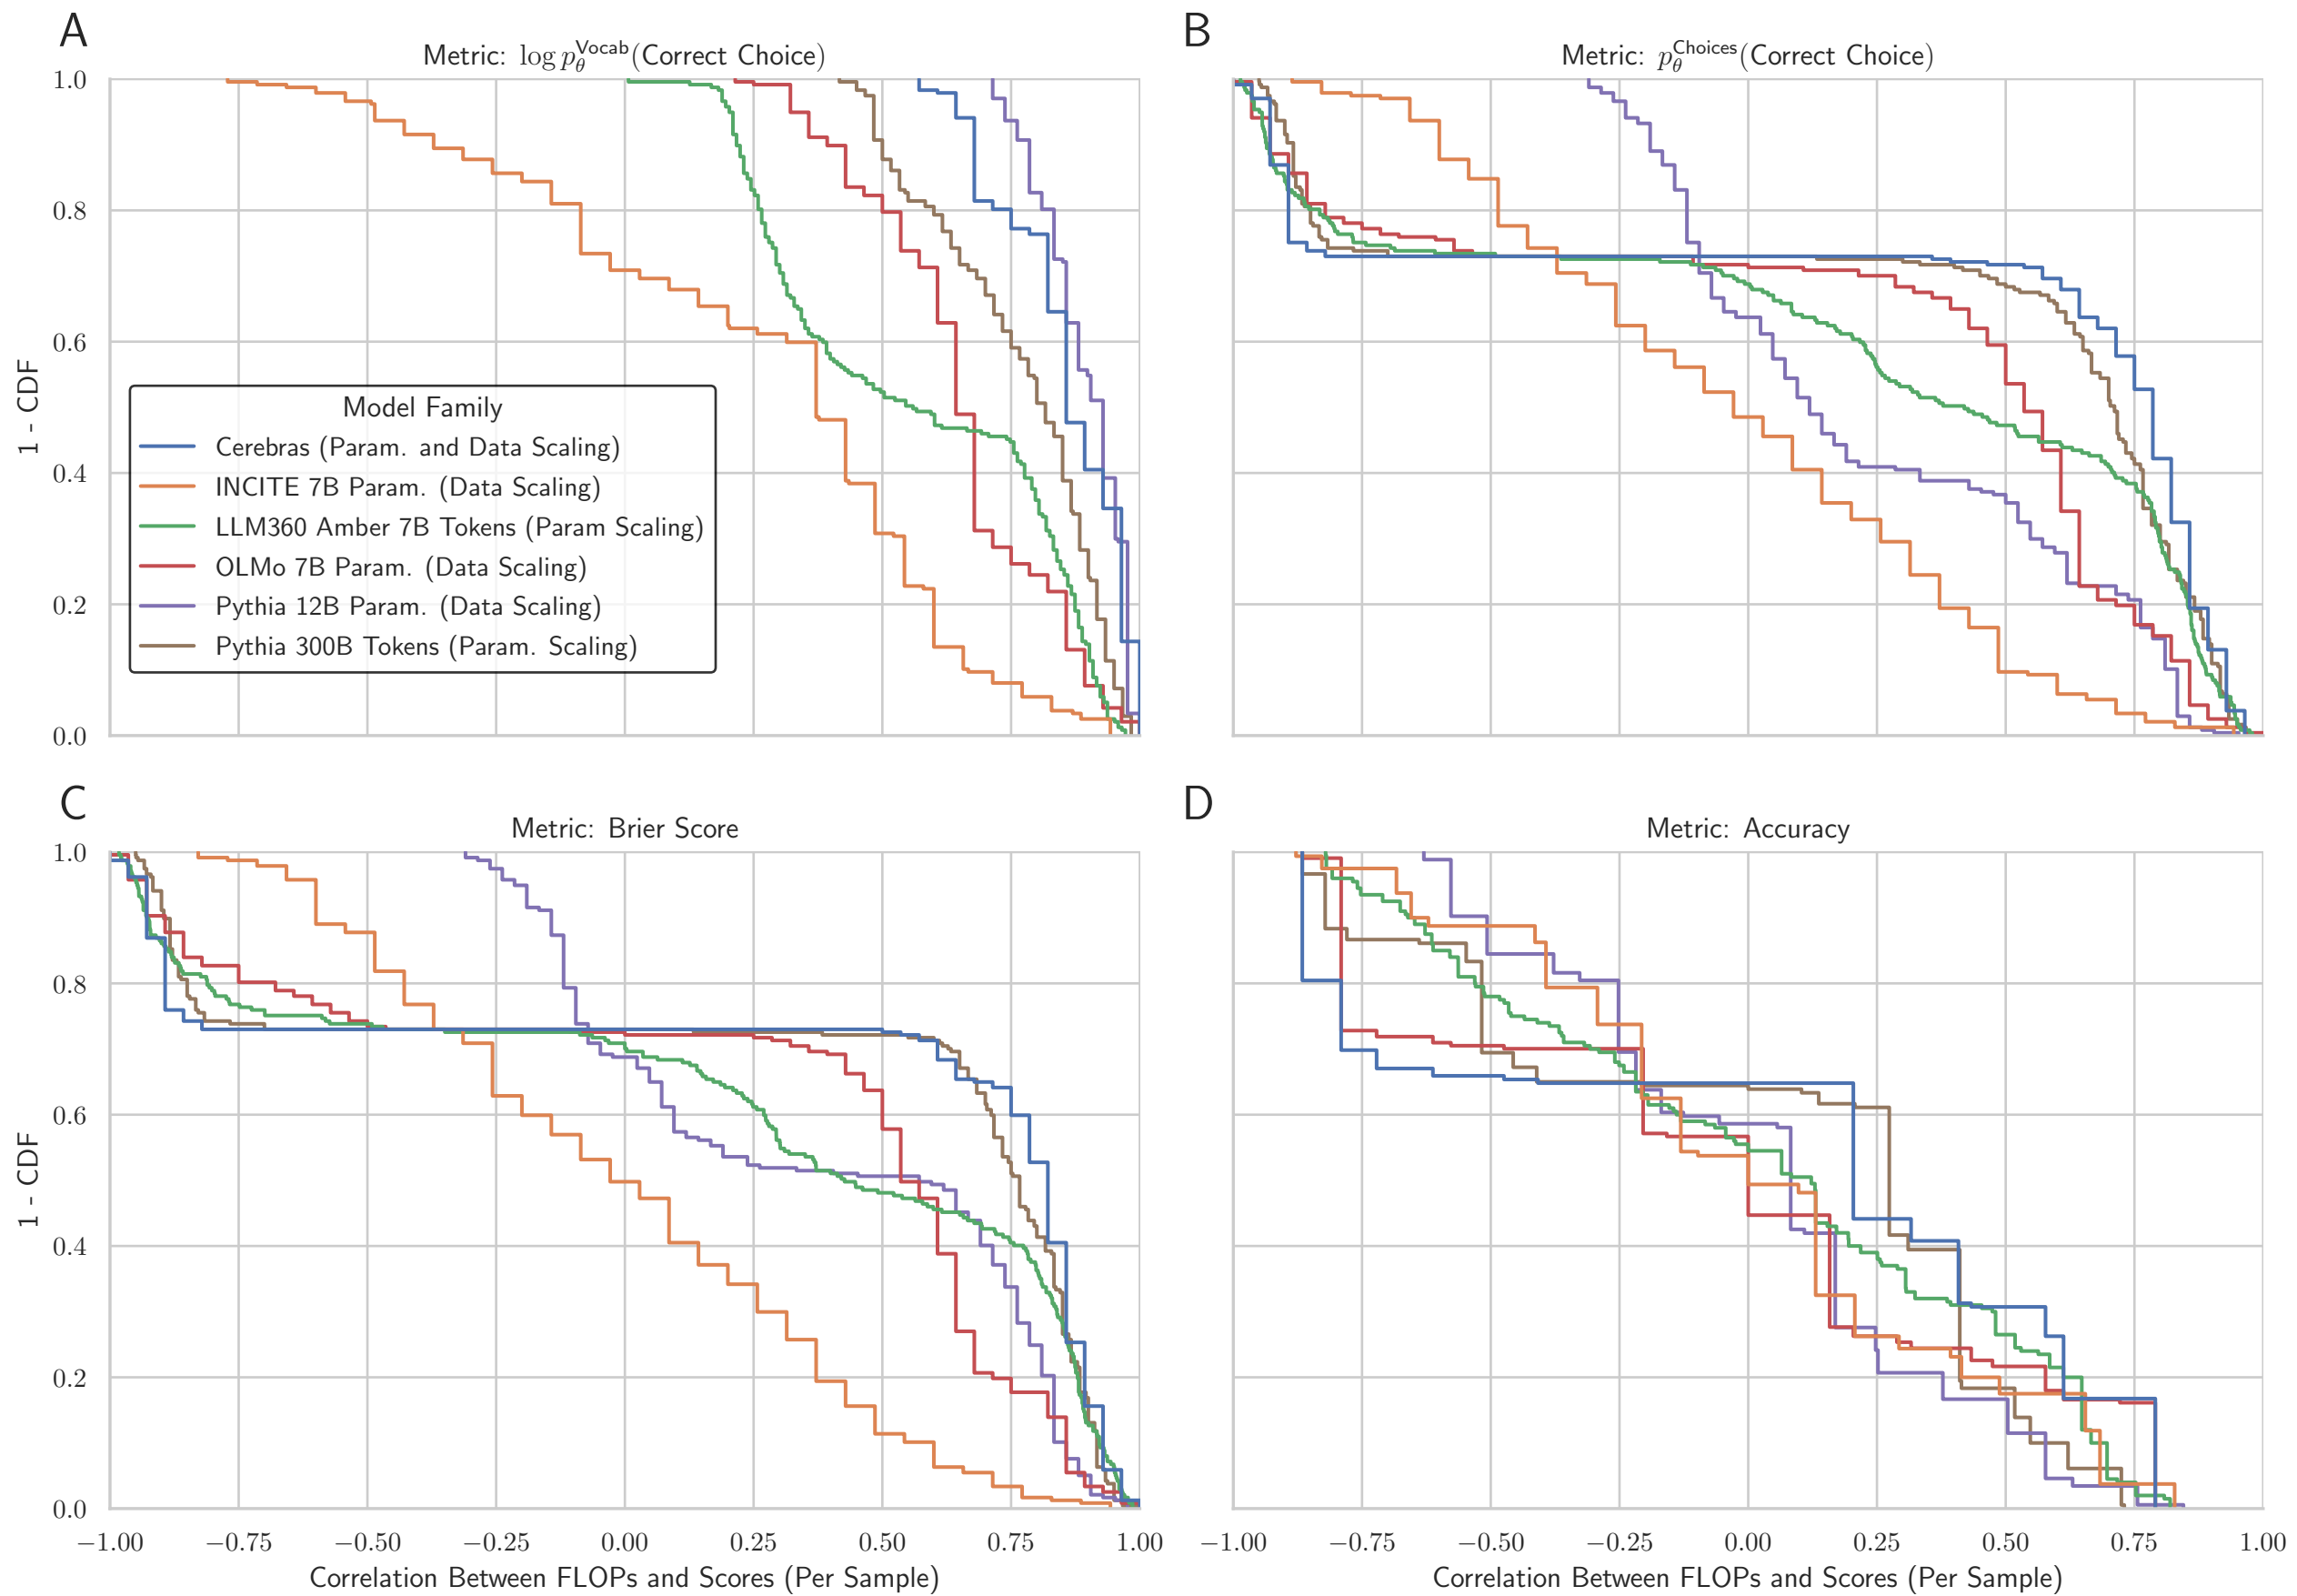 A
Metric: log p_θ^Vocab(Correct Choice)
B
Metric: p_θ^Choices(Correct Choice)
1.0
0.8
0.6
0.4
0.2
0.0
1 - CDF
Model Family
Cerebras (Param. and Data Scaling)
INCITE 7B Param. (Data Scaling)
LLM360 Amber 7B Tokens (Param Scaling)
OLMo 7B Param. (Data Scaling)
Pythia 12B Param. (Data Scaling)
Pythia 300B Tokens (Param. Scaling)
C
Metric: Brier Score
D
Metric: Accuracy
1.0
0.8
0.6
0.4
0.2
0.0
1 - CDF
−1.00 −0.75 −0.50 −0.25 0.00 0.25 0.50 0.75 1.00
Correlation Between FLOPs and Scores (Per Sample)
−1.00 −0.75 −0.50 −0.25 0.00 0.25 0.50 0.75 1.00
Correlation Between FLOPs and Scores (Per Sample)